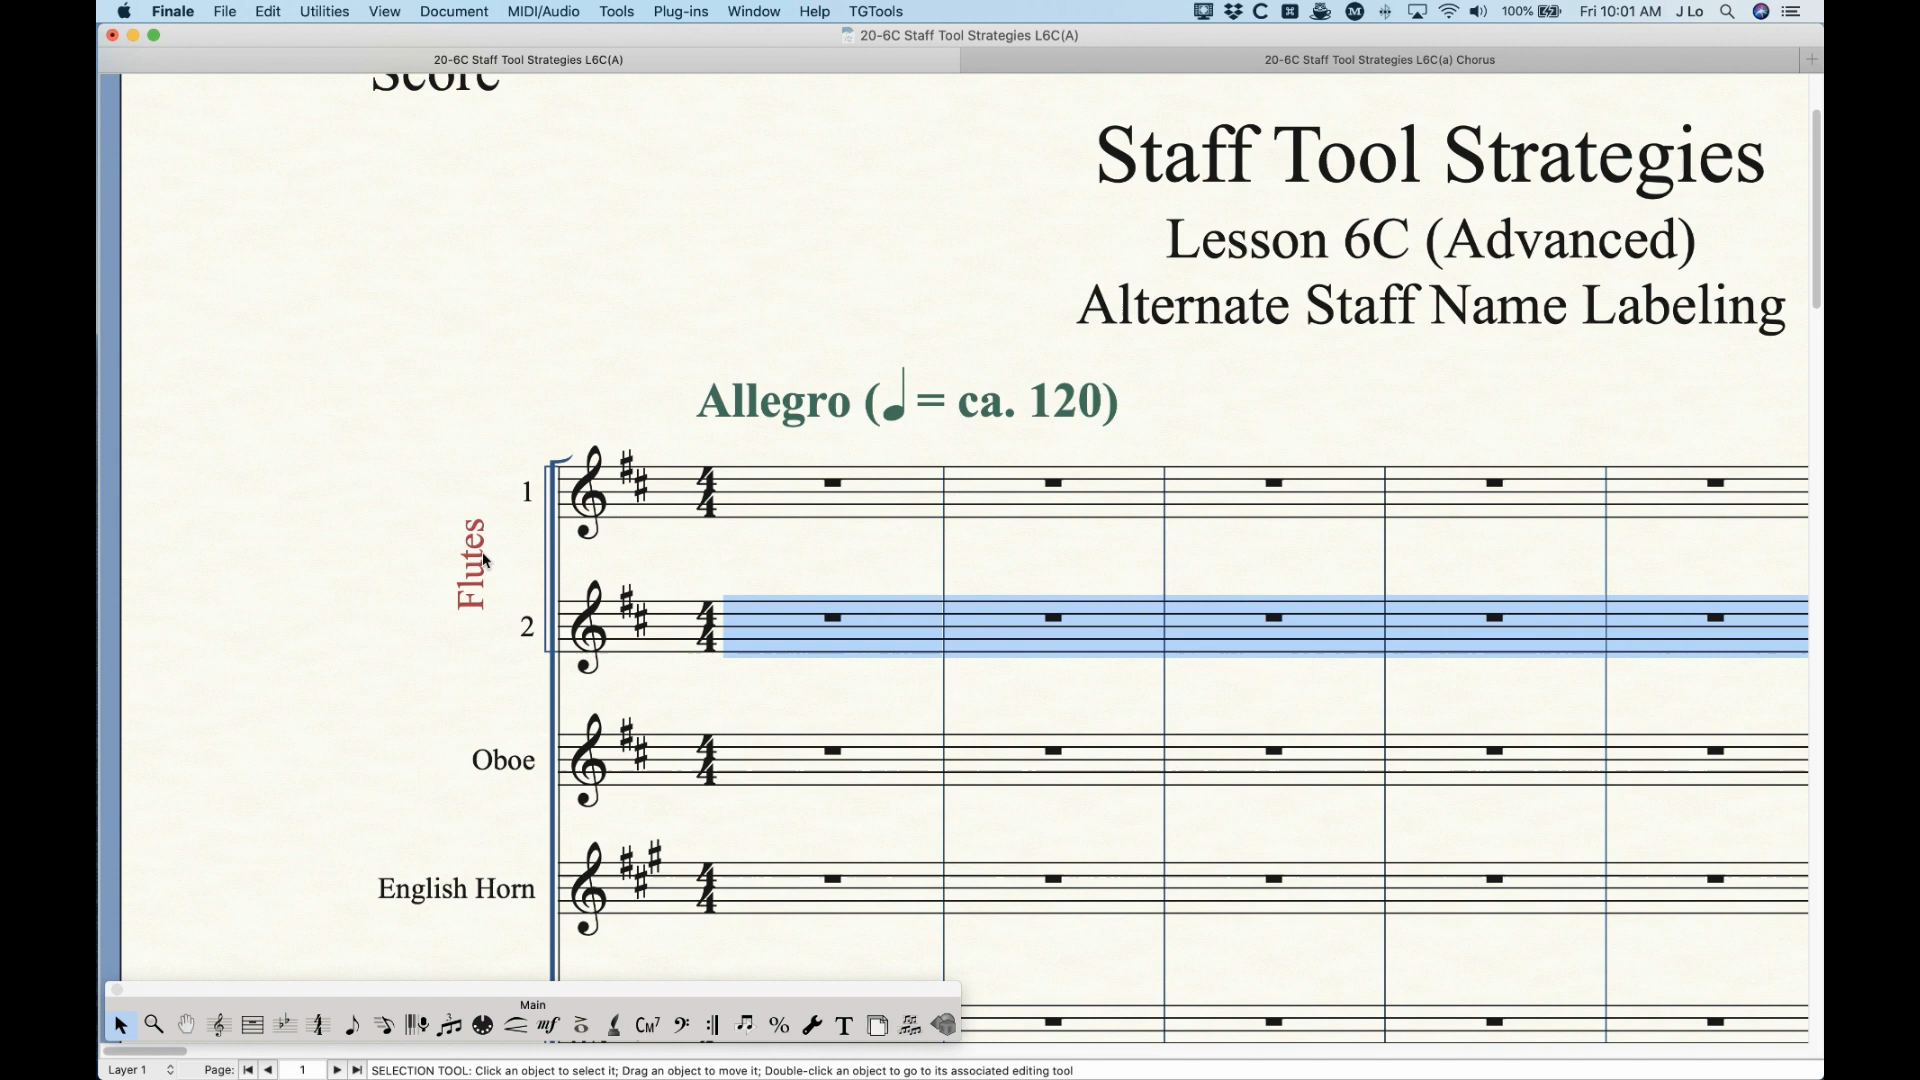 Finale File Edit Utilities View Document MIDI/Audio Tools Plug-ins Window Help TGTools 100% Fri 10:01 AM J Lo
20-6C Staff Tool Strategies L6C(A)
20-6C Staff Tool Strategies L6C(A) 20-6C Staff Tool Strategies L6C(a) Chorus
Score
Staff Tool Strategies
Lesson 6C (Advanced)
Alternate Staff Name Labeling
Allegro (♩= ca. 120)
1
Flutes
2
Oboe
English Horn
Main
mf CM7 % T
Layer 1 Page: 1 SELECTION TOOL: Click an object to select it; Drag an object to move it; Double-click an object to go to its associated editing tool